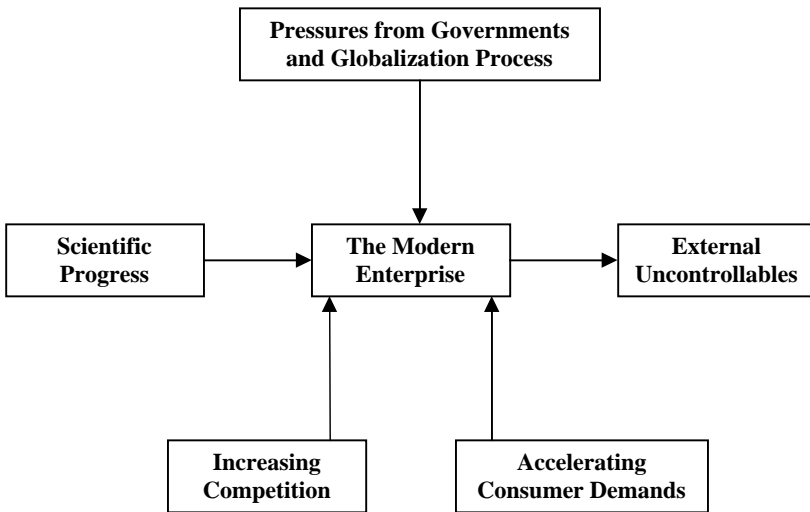 Pressures from Governments
and Globalization Process
Scientific
Progress
The Modern
Enterprise
External
Uncontrollables
Increasing
Competition
Accelerating
Consumer Demands